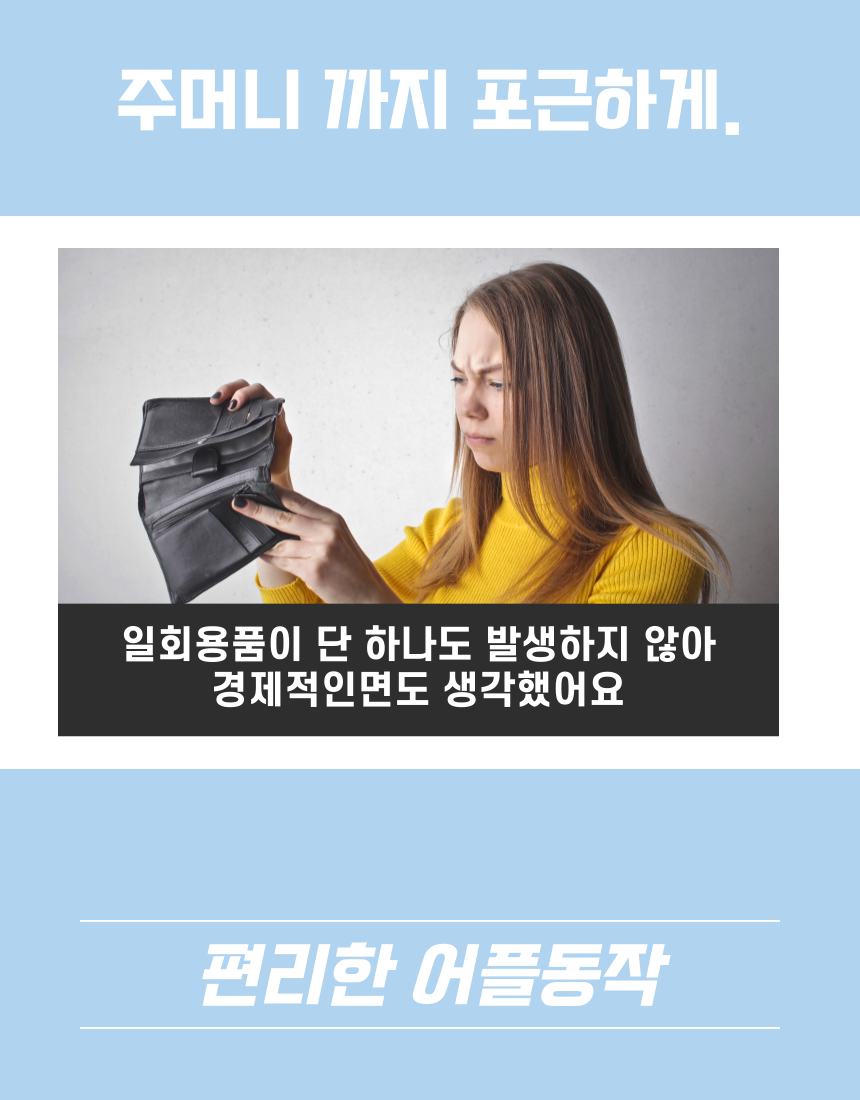 주머니 까지 포근하게.
일회용품이 단 하나도 발생하지 않아
경제적인면도 생각했어요
편리한 어플동작